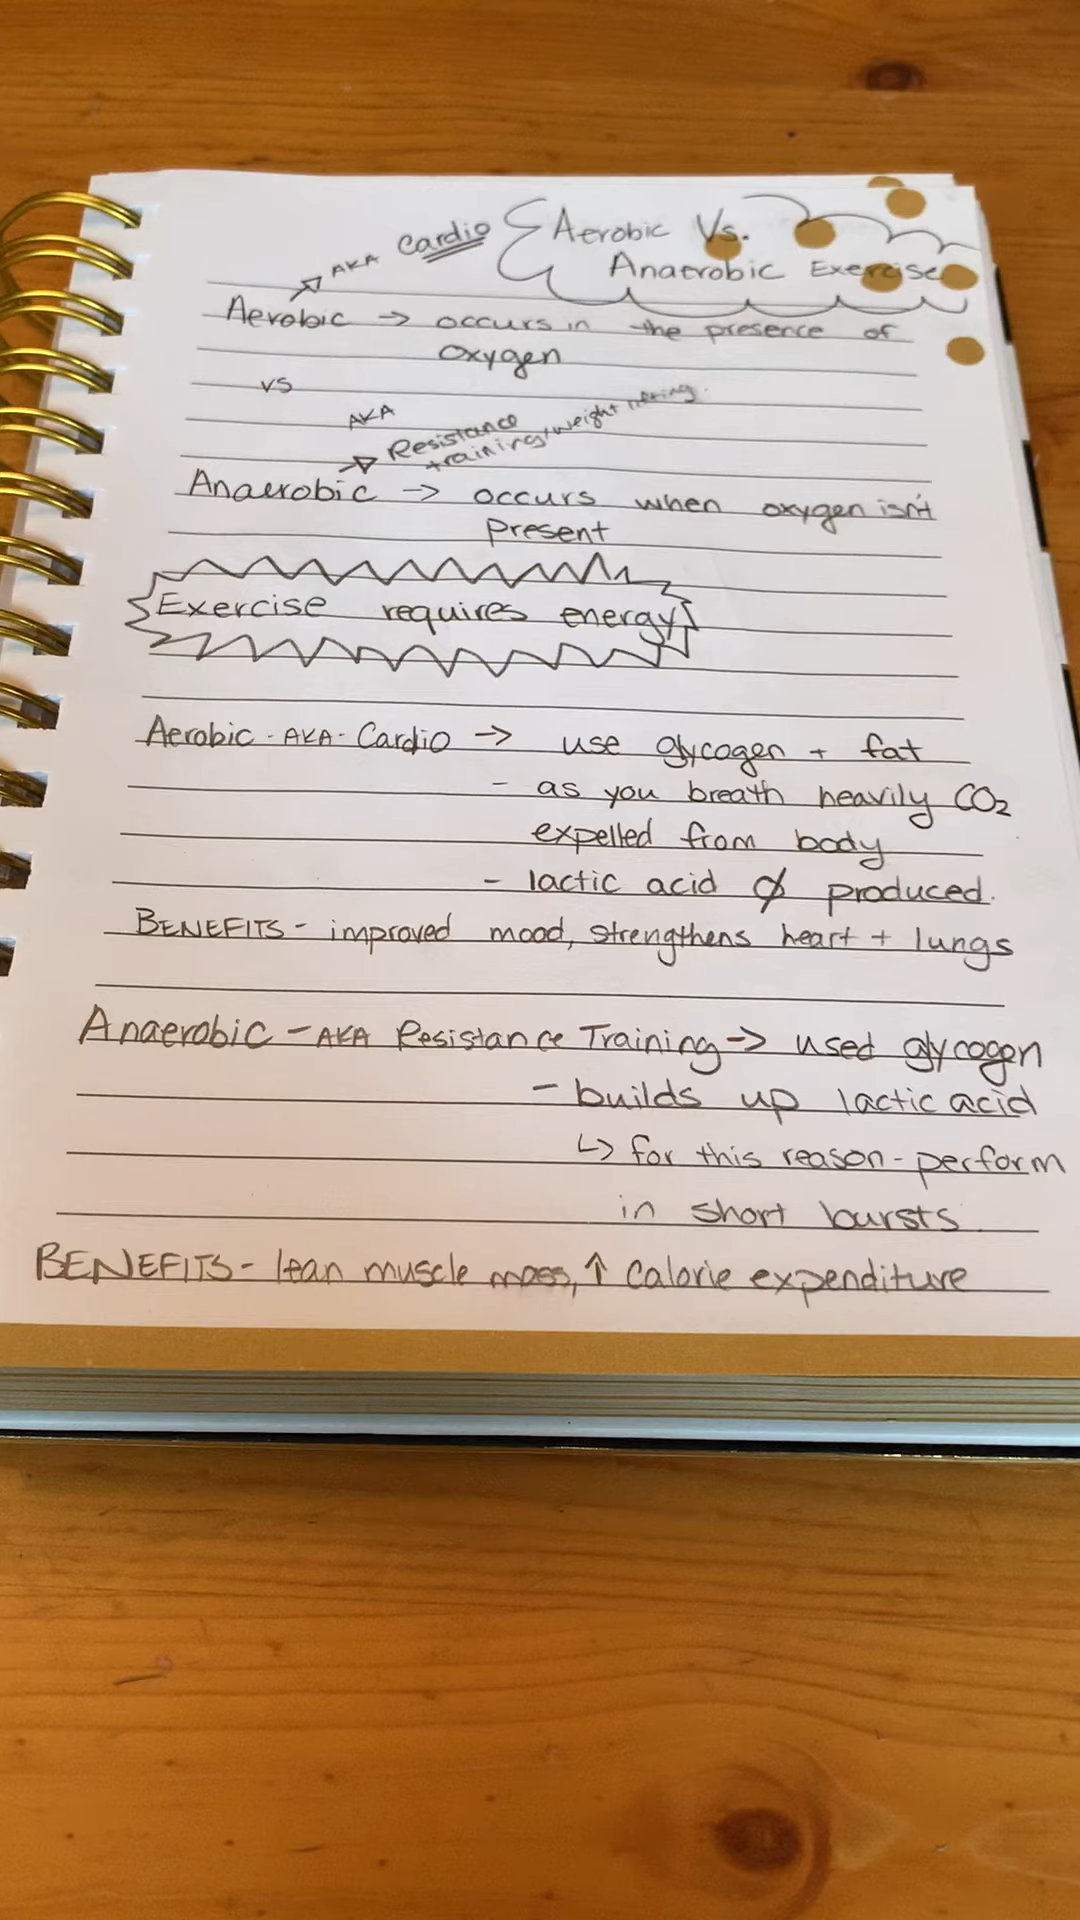 Aerobic Vs.
Anaerobic Exercise
AKA Cardio
Aerobic → occurs in the presence of
oxygen
vs
AKA
Resistance
training/weight lifting.
Anaerobic → occurs when oxygen isn't
present
Exercise requires energy
Aerobic - AKA - Cardio → use glycogen + fat
- as you breath heavily CO2
expelled from body
- lactic acid ∅ produced.
BENEFITS - improved mood, strengthens heart + lungs
Anaerobic - AKA Resistance Training → used glycogen
- builds up lactic acid
↳ for this reason - perform
in short bursts
BENEFITS - lean muscle mass, ↑ calorie expenditure